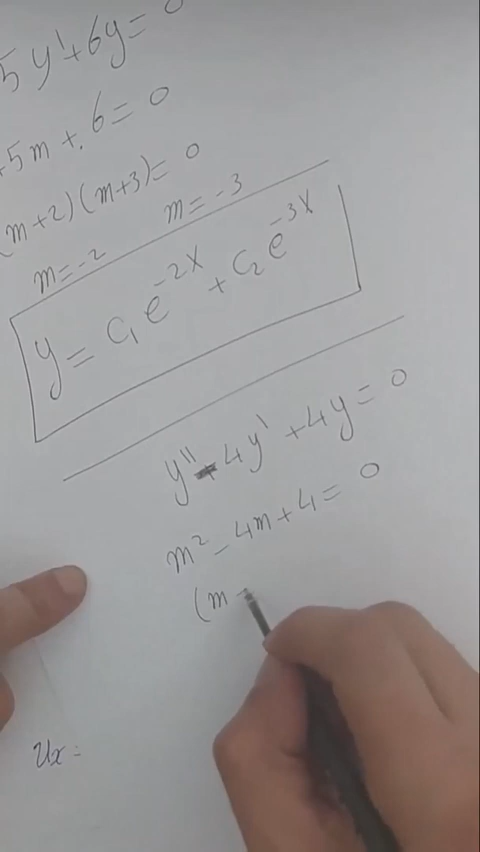 5y' + 6y = 0
+5m + 6 = 0
(m+2)(m+3) = 0
m = -2 m = -3
y = c₁e^-2x + c₂e^-3x
y'' - 4y' + 4y = 0
m² - 4m + 4 = 0
(m -